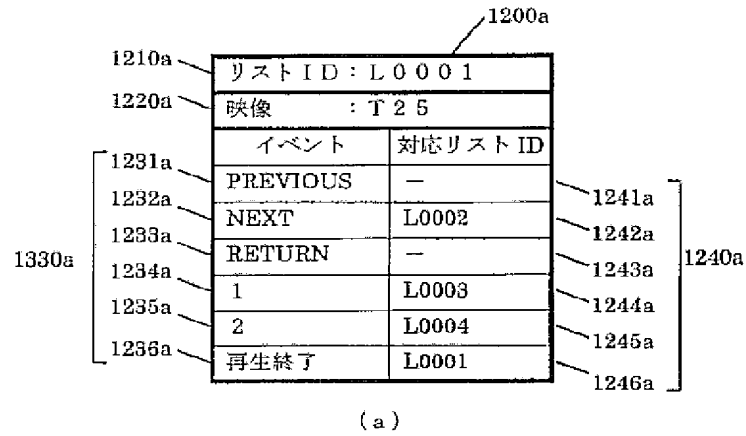 1200a
1210a
リストID:L0001
1220a
映像 :T25
イベント 対応リストID
1231a
PREVIOUS —
1241a
1232a
NEXT L0002
1242a
1233a
RETURN —
1243a
1330a
1240a
1234a
1 L0003
1244a
1235a
2 L0004
1245a
1236a
再生終了 L0001
1246a
(a)